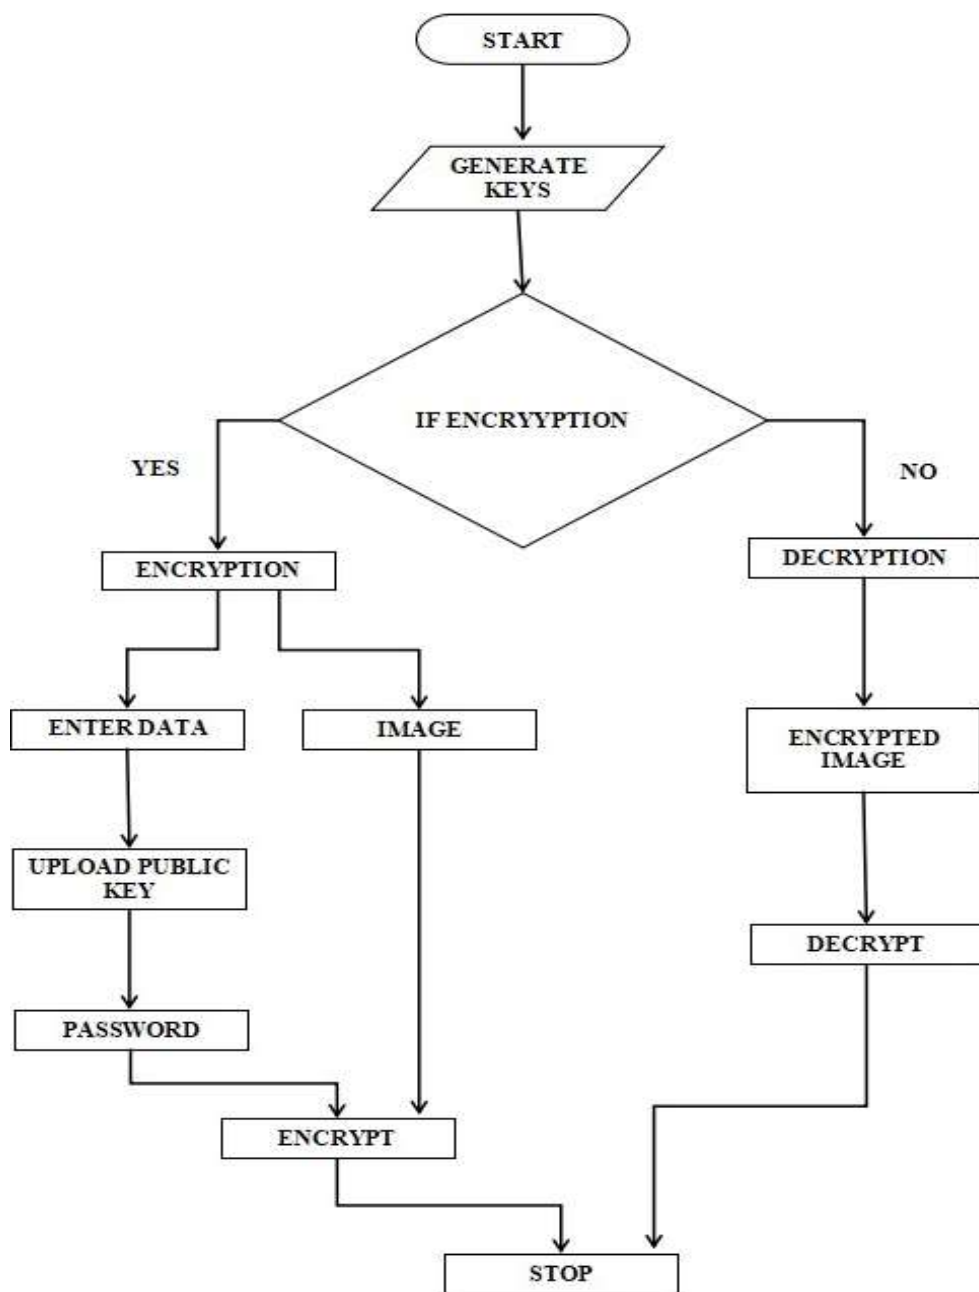 START
GENERATE
KEYS
IF ENCRYYPTION
YES
NO
ENCRYPTION
DECRYPTION
ENTER DATA
IMAGE
ENCRYPTED
IMAGE
UPLOAD PUBLIC
KEY
DECRYPT
PASSWORD
ENCRYPT
STOP